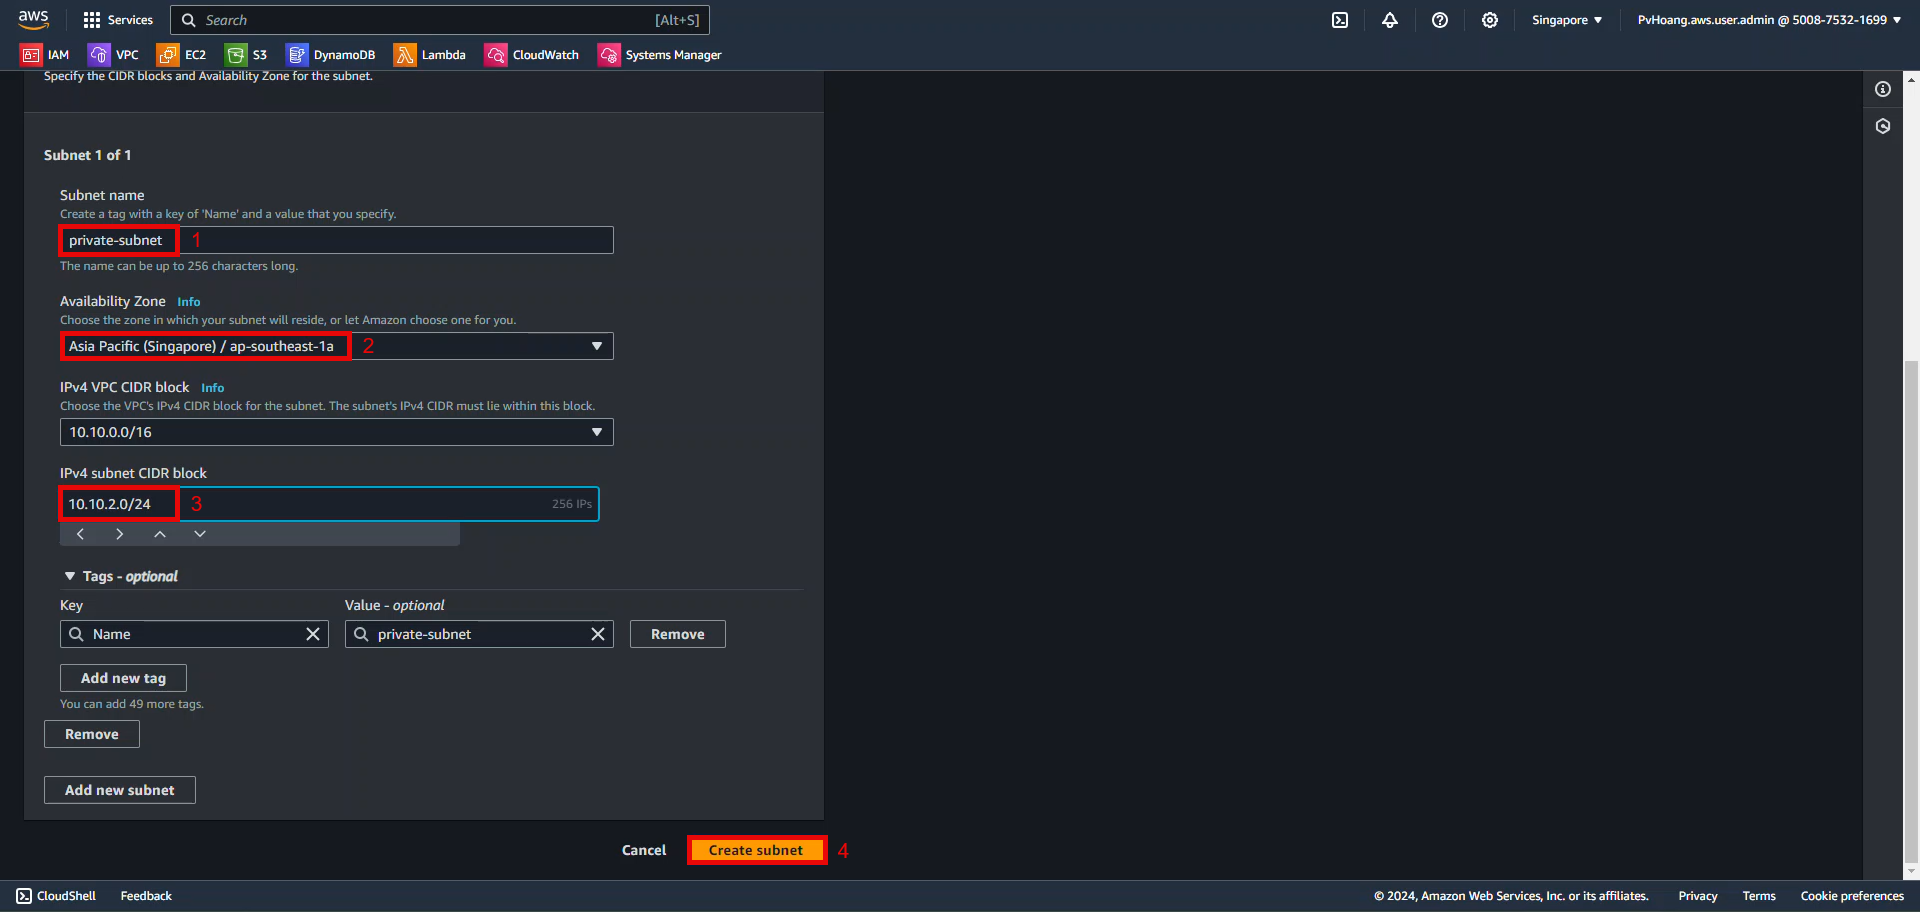 aws
Services
Search
[Alt+S]
Singapore
PvHoang.aws.user.admin @ 5008-7532-1699
IAM
VPC
EC2
S3
DynamoDB
Lambda
CloudWatch
Systems Manager
Specify the CIDR blocks and Availability Zone for the subnet.
Subnet 1 of 1
Subnet name
Create a tag with a key of 'Name' and a value that you specify.
private-subnet 1
The name can be up to 256 characters long.
Availability Zone Info
Choose the zone in which your subnet will reside, or let Amazon choose one for you.
Asia Pacific (Singapore) / ap-southeast-1a 2
IPv4 VPC CIDR block Info
Choose the VPC's IPv4 CIDR block for the subnet. The subnet's IPv4 CIDR must lie within this block.
10.10.0.0/16
IPv4 subnet CIDR block
10.10.2.0/24 3 256 IPs
Tags - optional
Key
Value - optional
Name
private-subnet
Remove
Add new tag
You can add 49 more tags.
Remove
Add new subnet
Cancel
Create subnet 4
CloudShell
Feedback
© 2024, Amazon Web Services, Inc. or its affiliates.
Privacy
Terms
Cookie preferences